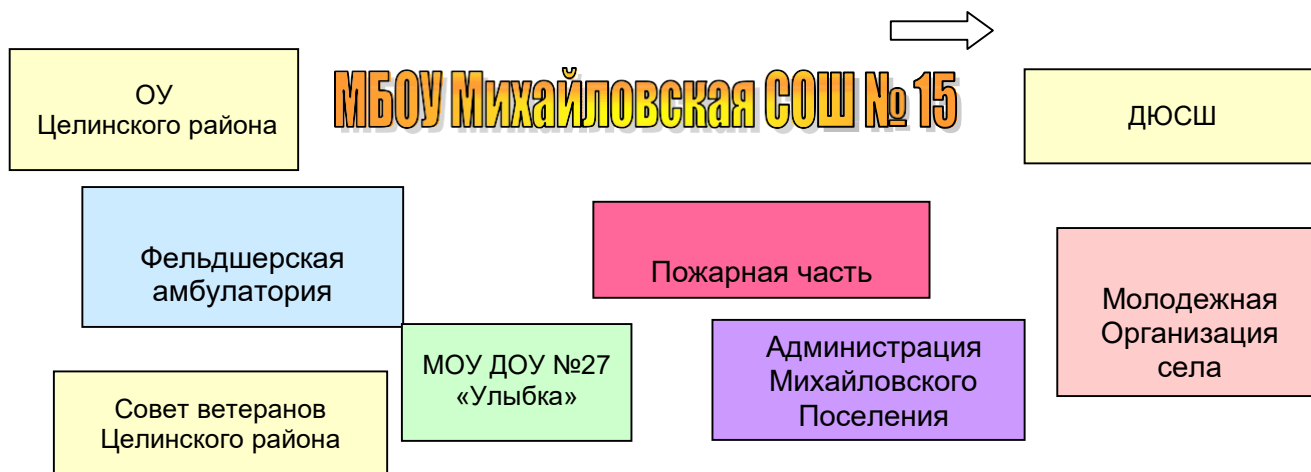 МБОУ Михайловская СОШ № 15
ОУ
Целинского района
ДЮСШ
Фельдшерская
амбулатория
Пожарная часть
Молодежная
Организация
села
МОУ ДОУ №27
«Улыбка»
Администрация
Михайловского
Поселения
Совет ветеранов
Целинского района